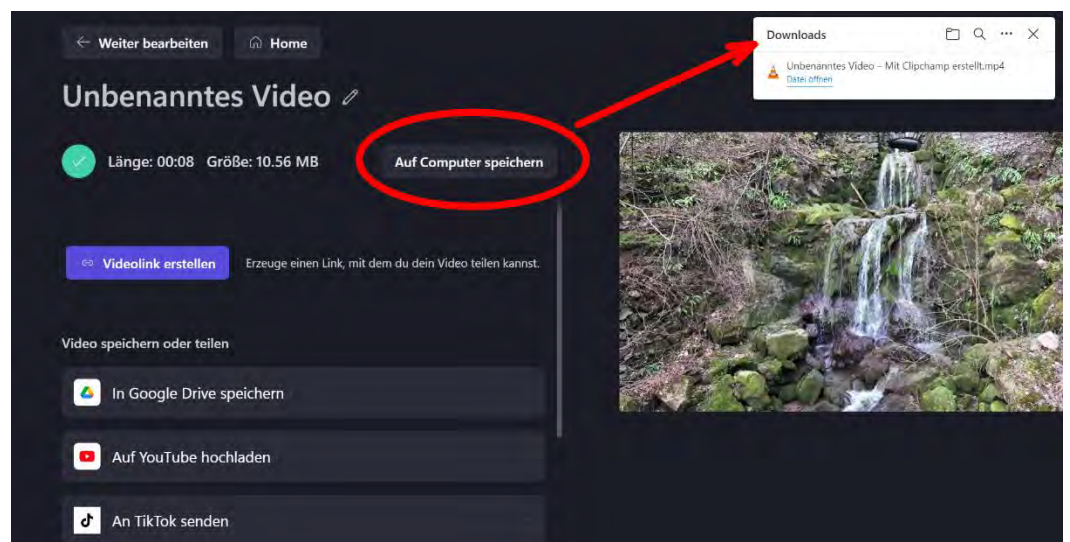 Weiter bearbeiten
Home
Downloads
Unbenanntes Video – Mit Clipchamp erstellt.mp4
Datei öffnen
Unbenanntes Video
Länge: 00:08 Größe: 10.56 MB
Auf Computer speichern
Videolink erstellen
Erzeuge einen Link, mit dem du dein Video teilen kannst.
Video speichern oder teilen
In Google Drive speichern
Auf YouTube hochladen
An TikTok senden